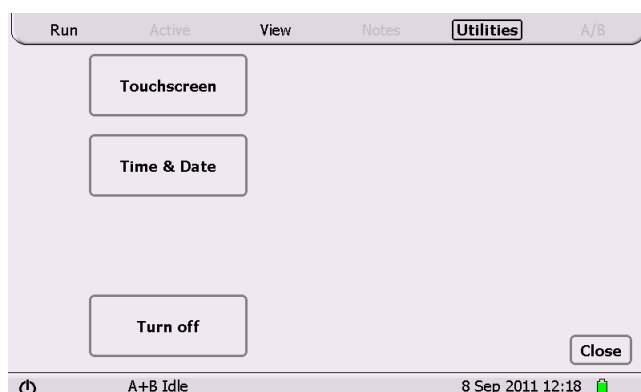 Run Active View Notes Utilities A/B
Touchscreen
Time & Date
Turn off
Close
A+B Idle 8 Sep 2011 12:18